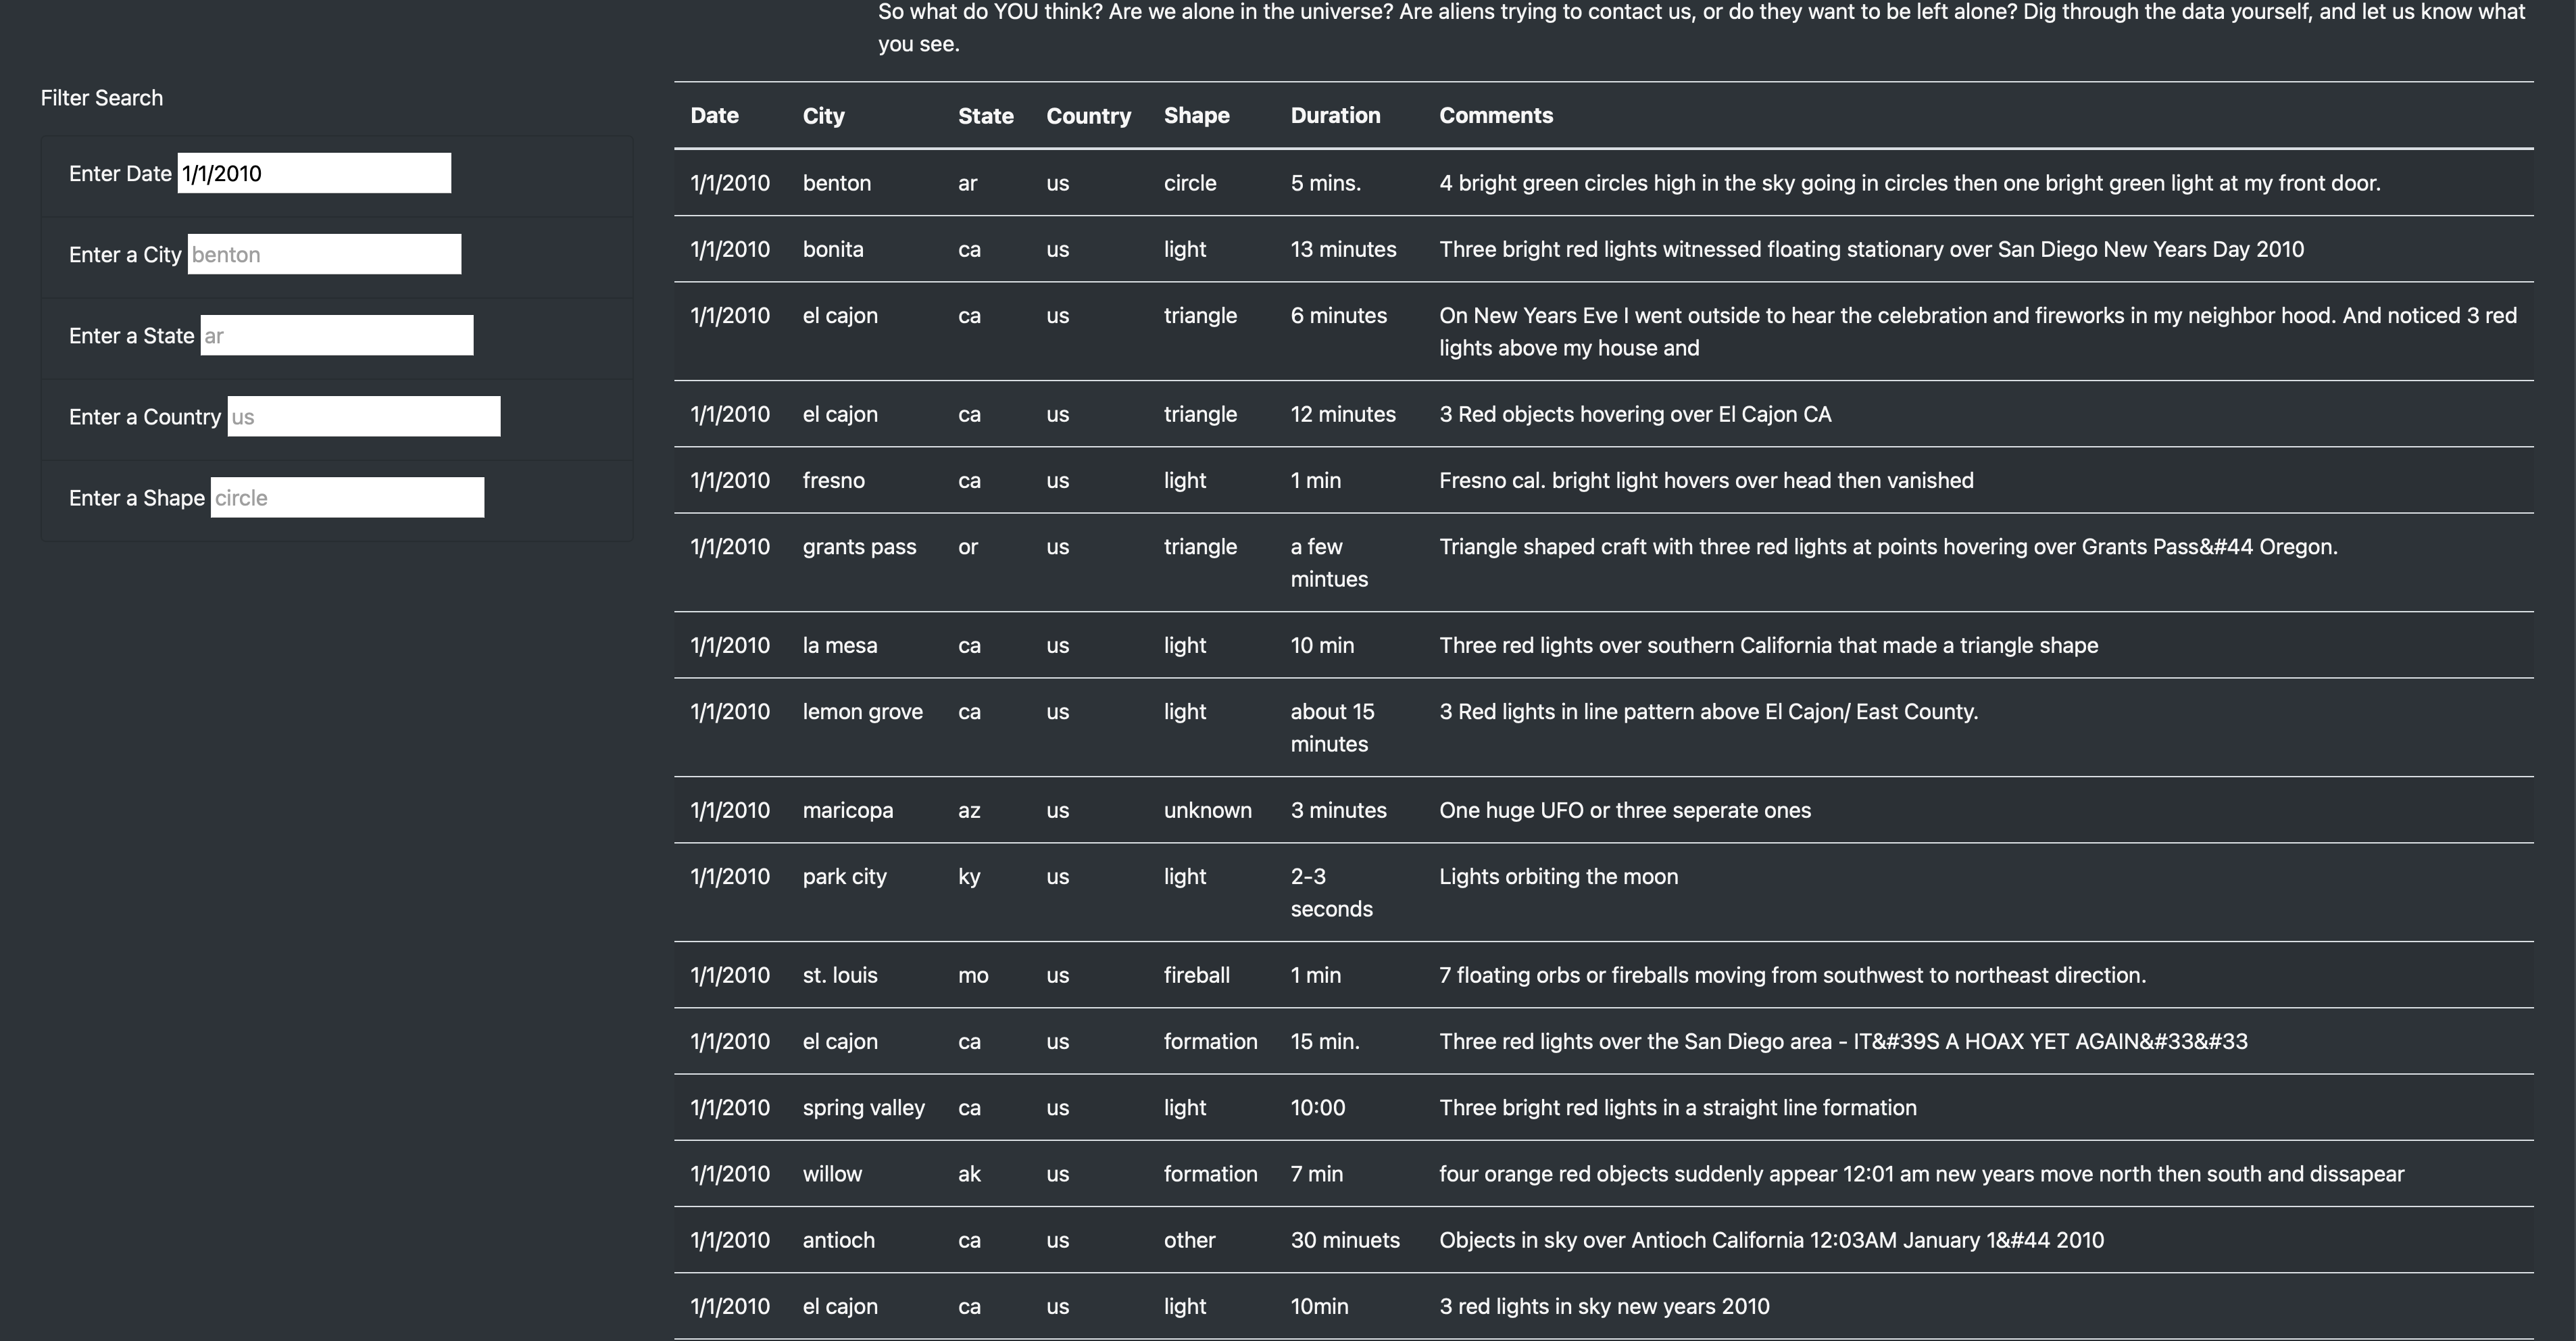 So what do YOU think? Are we alone in the universe? Are aliens trying to contact us, or do they want to be left alone? Dig through the data yourself, and let us know what
you see.
Filter Search
Enter Date 1/1/2010
Enter a City benton
Enter a State ar
Enter a Country us
Enter a Shape circle
Date City State Country Shape Duration Comments
1/1/2010 benton ar us circle 5 mins. 4 bright green circles high in the sky going in circles then one bright green light at my front door.
1/1/2010 bonita ca us light 13 minutes Three bright red lights witnessed floating stationary over San Diego New Years Day 2010
1/1/2010 el cajon ca us triangle 6 minutes On New Years Eve I went outside to hear the celebration and fireworks in my neighbor hood. And noticed 3 red
lights above my house and
1/1/2010 el cajon ca us triangle 12 minutes 3 Red objects hovering over El Cajon CA
1/1/2010 fresno ca us light 1 min Fresno cal. bright light hovers over head then vanished
1/1/2010 grants pass or us triangle a few Triangle shaped craft with three red lights at points hovering over Grants Pass&#44 Oregon.
mintues
1/1/2010 la mesa ca us light 10 min Three red lights over southern California that made a triangle shape
1/1/2010 lemon grove ca us light about 15 3 Red lights in line pattern above El Cajon/ East County.
minutes
1/1/2010 maricopa az us unknown 3 minutes One huge UFO or three seperate ones
1/1/2010 park city ky us light 2-3 Lights orbiting the moon
seconds
1/1/2010 st. louis mo us fireball 1 min 7 floating orbs or fireballs moving from southwest to northeast direction.
1/1/2010 el cajon ca us formation 15 min. Three red lights over the San Diego area - IT&#39S A HOAX YET AGAIN&#33&#33
1/1/2010 spring valley ca us light 10:00 Three bright red lights in a straight line formation
1/1/2010 willow ak us formation 7 min four orange red objects suddenly appear 12:01 am new years move north then south and dissapear
1/1/2010 antioch ca us other 30 minuets Objects in sky over Antioch California 12:03AM January 1&#44 2010
1/1/2010 el cajon ca us light 10min 3 red lights in sky new years 2010